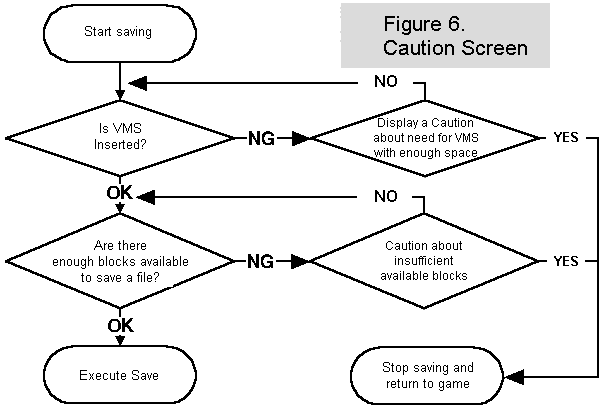 Figure 6.
Caution Screen
Start saving
NO
Is VMS
Inserted?
NG
Display a Caution
about need for VMS
with enough space
YES
OK
NO
Are there
enough blocks available
to save a file?
NG
Caution about
insufficient
available blocks
YES
OK
Execute Save
Stop saving and
return to game